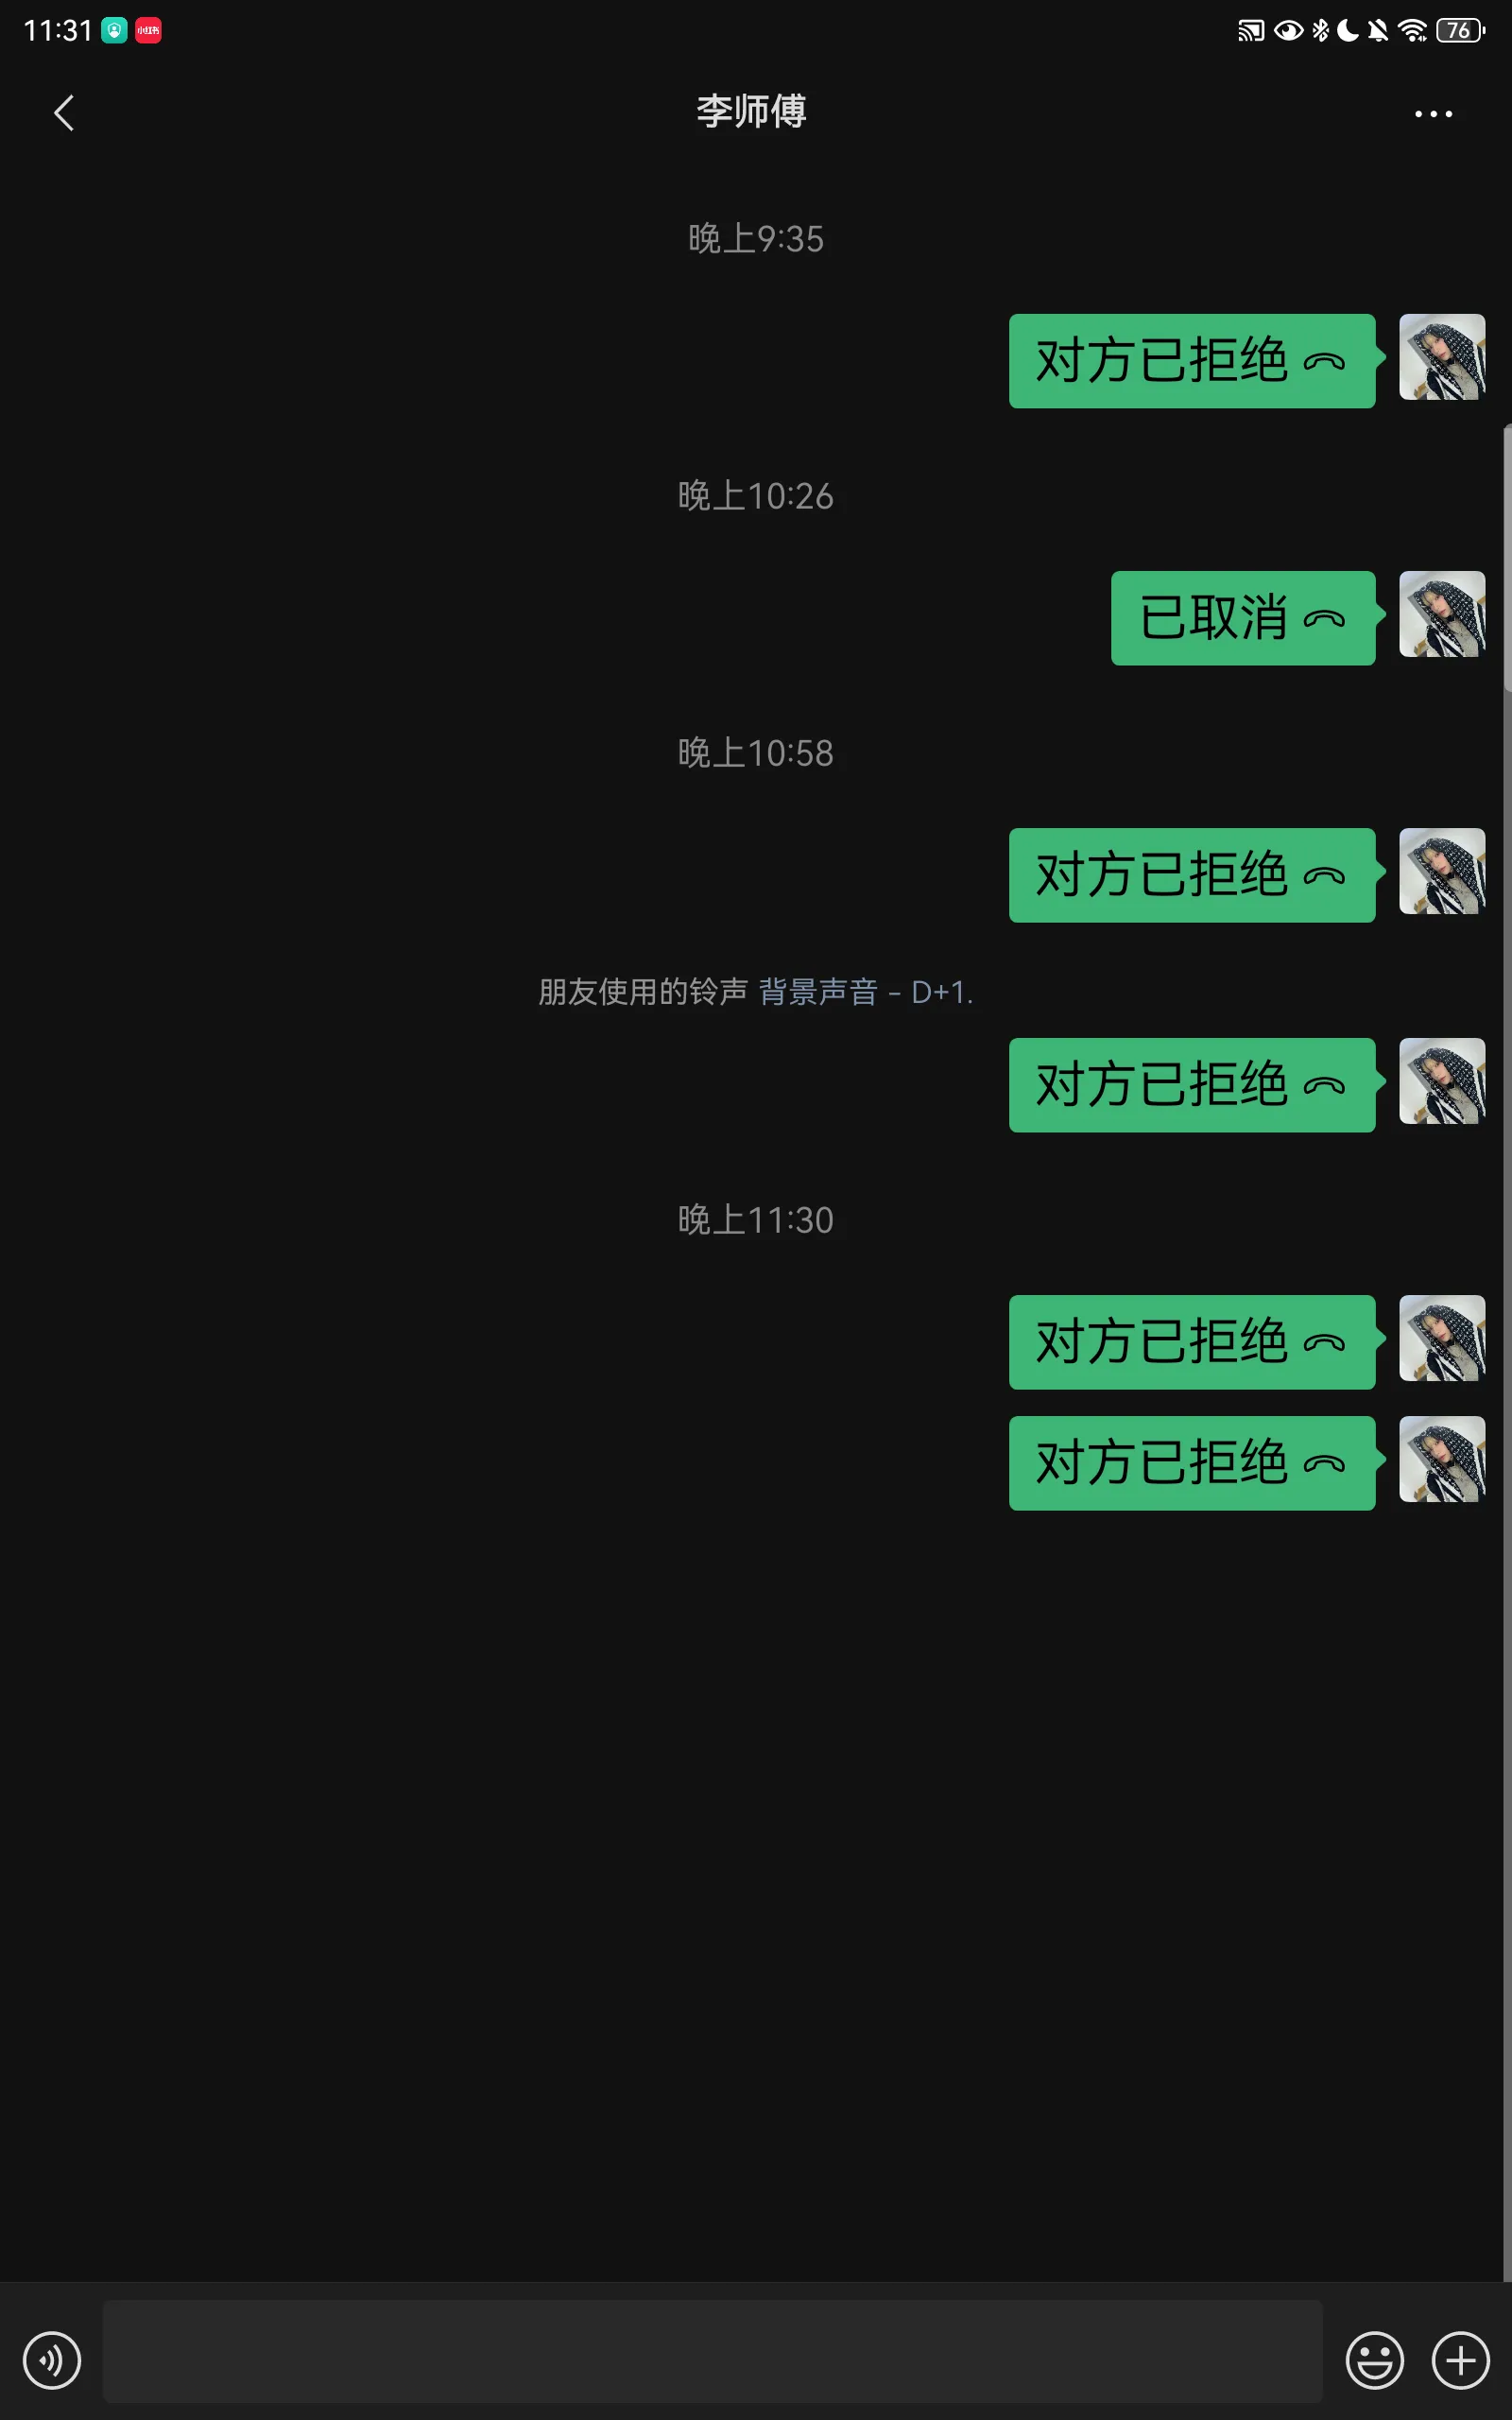 11:31 小红书 76
李师傅
晚上9:35
对方已拒绝
晚上10:26
已取消
晚上10:58
对方已拒绝
朋友使用的铃声 背景声音 - D+1.
对方已拒绝
晚上11:30
对方已拒绝
对方已拒绝